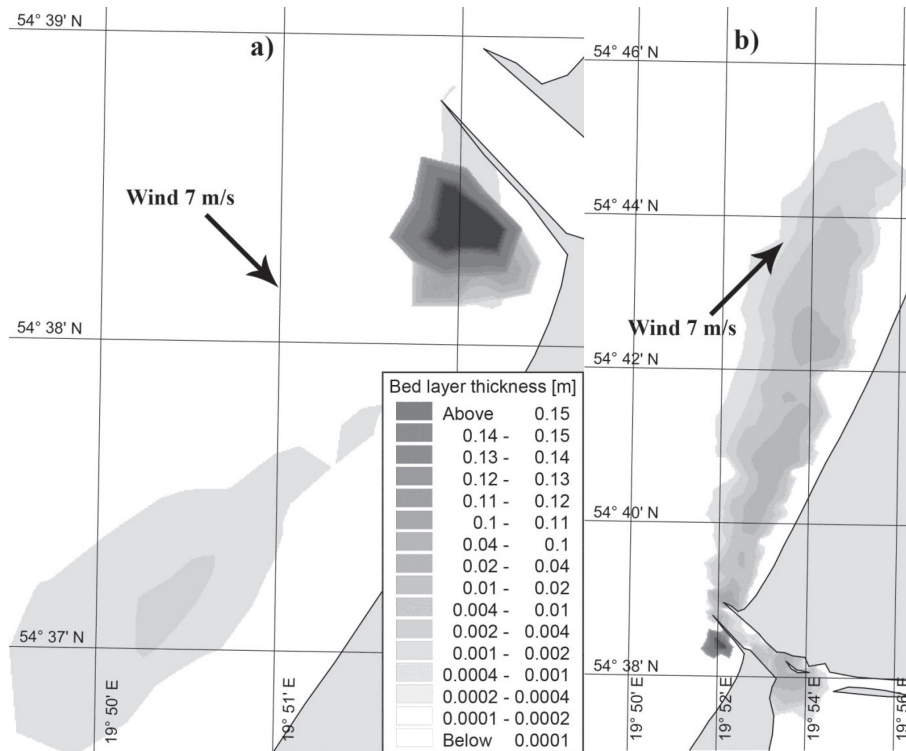 54° 39' N
a)
Wind 7 m/s
54° 38' N
54° 37' N
19° 50' E
19° 51' E
Bed layer thickness [m]
Above 0.15
0.14 - 0.15
0.13 - 0.14
0.12 - 0.13
0.11 - 0.12
0.1 - 0.11
0.04 - 0.1
0.02 - 0.04
0.01 - 0.02
0.004 - 0.01
0.002 - 0.004
0.001 - 0.002
0.0004 - 0.001
0.0002 - 0.0004
0.0001 - 0.0002
Below 0.0001
b)
54° 46' N
54° 44' N
Wind 7 m/s
54° 42' N
54° 40' N
54° 38' N
19° 50' E
19° 52' E
19° 54' E
19° 56' E